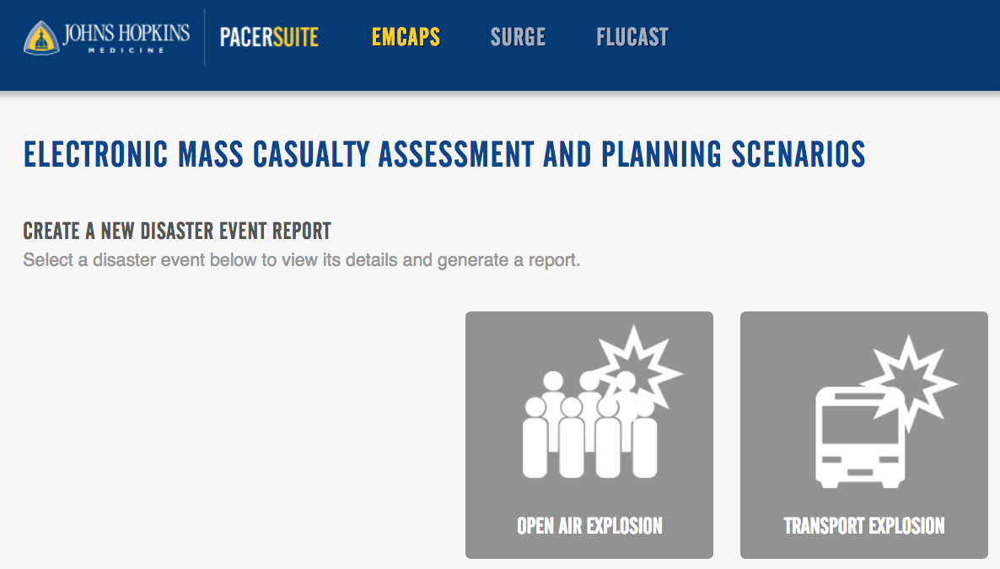 JOHNS HOPKINS
MEDICINE
PACERSUITE
EMCAPS
SURGE
FLUCAST
ELECTRONIC MASS CASUALTY ASSESSMENT AND PLANNING SCENARIOS
CREATE A NEW DISASTER EVENT REPORT
Select a disaster event below to view its details and generate a report.
OPEN AIR EXPLOSION
TRANSPORT EXPLOSION